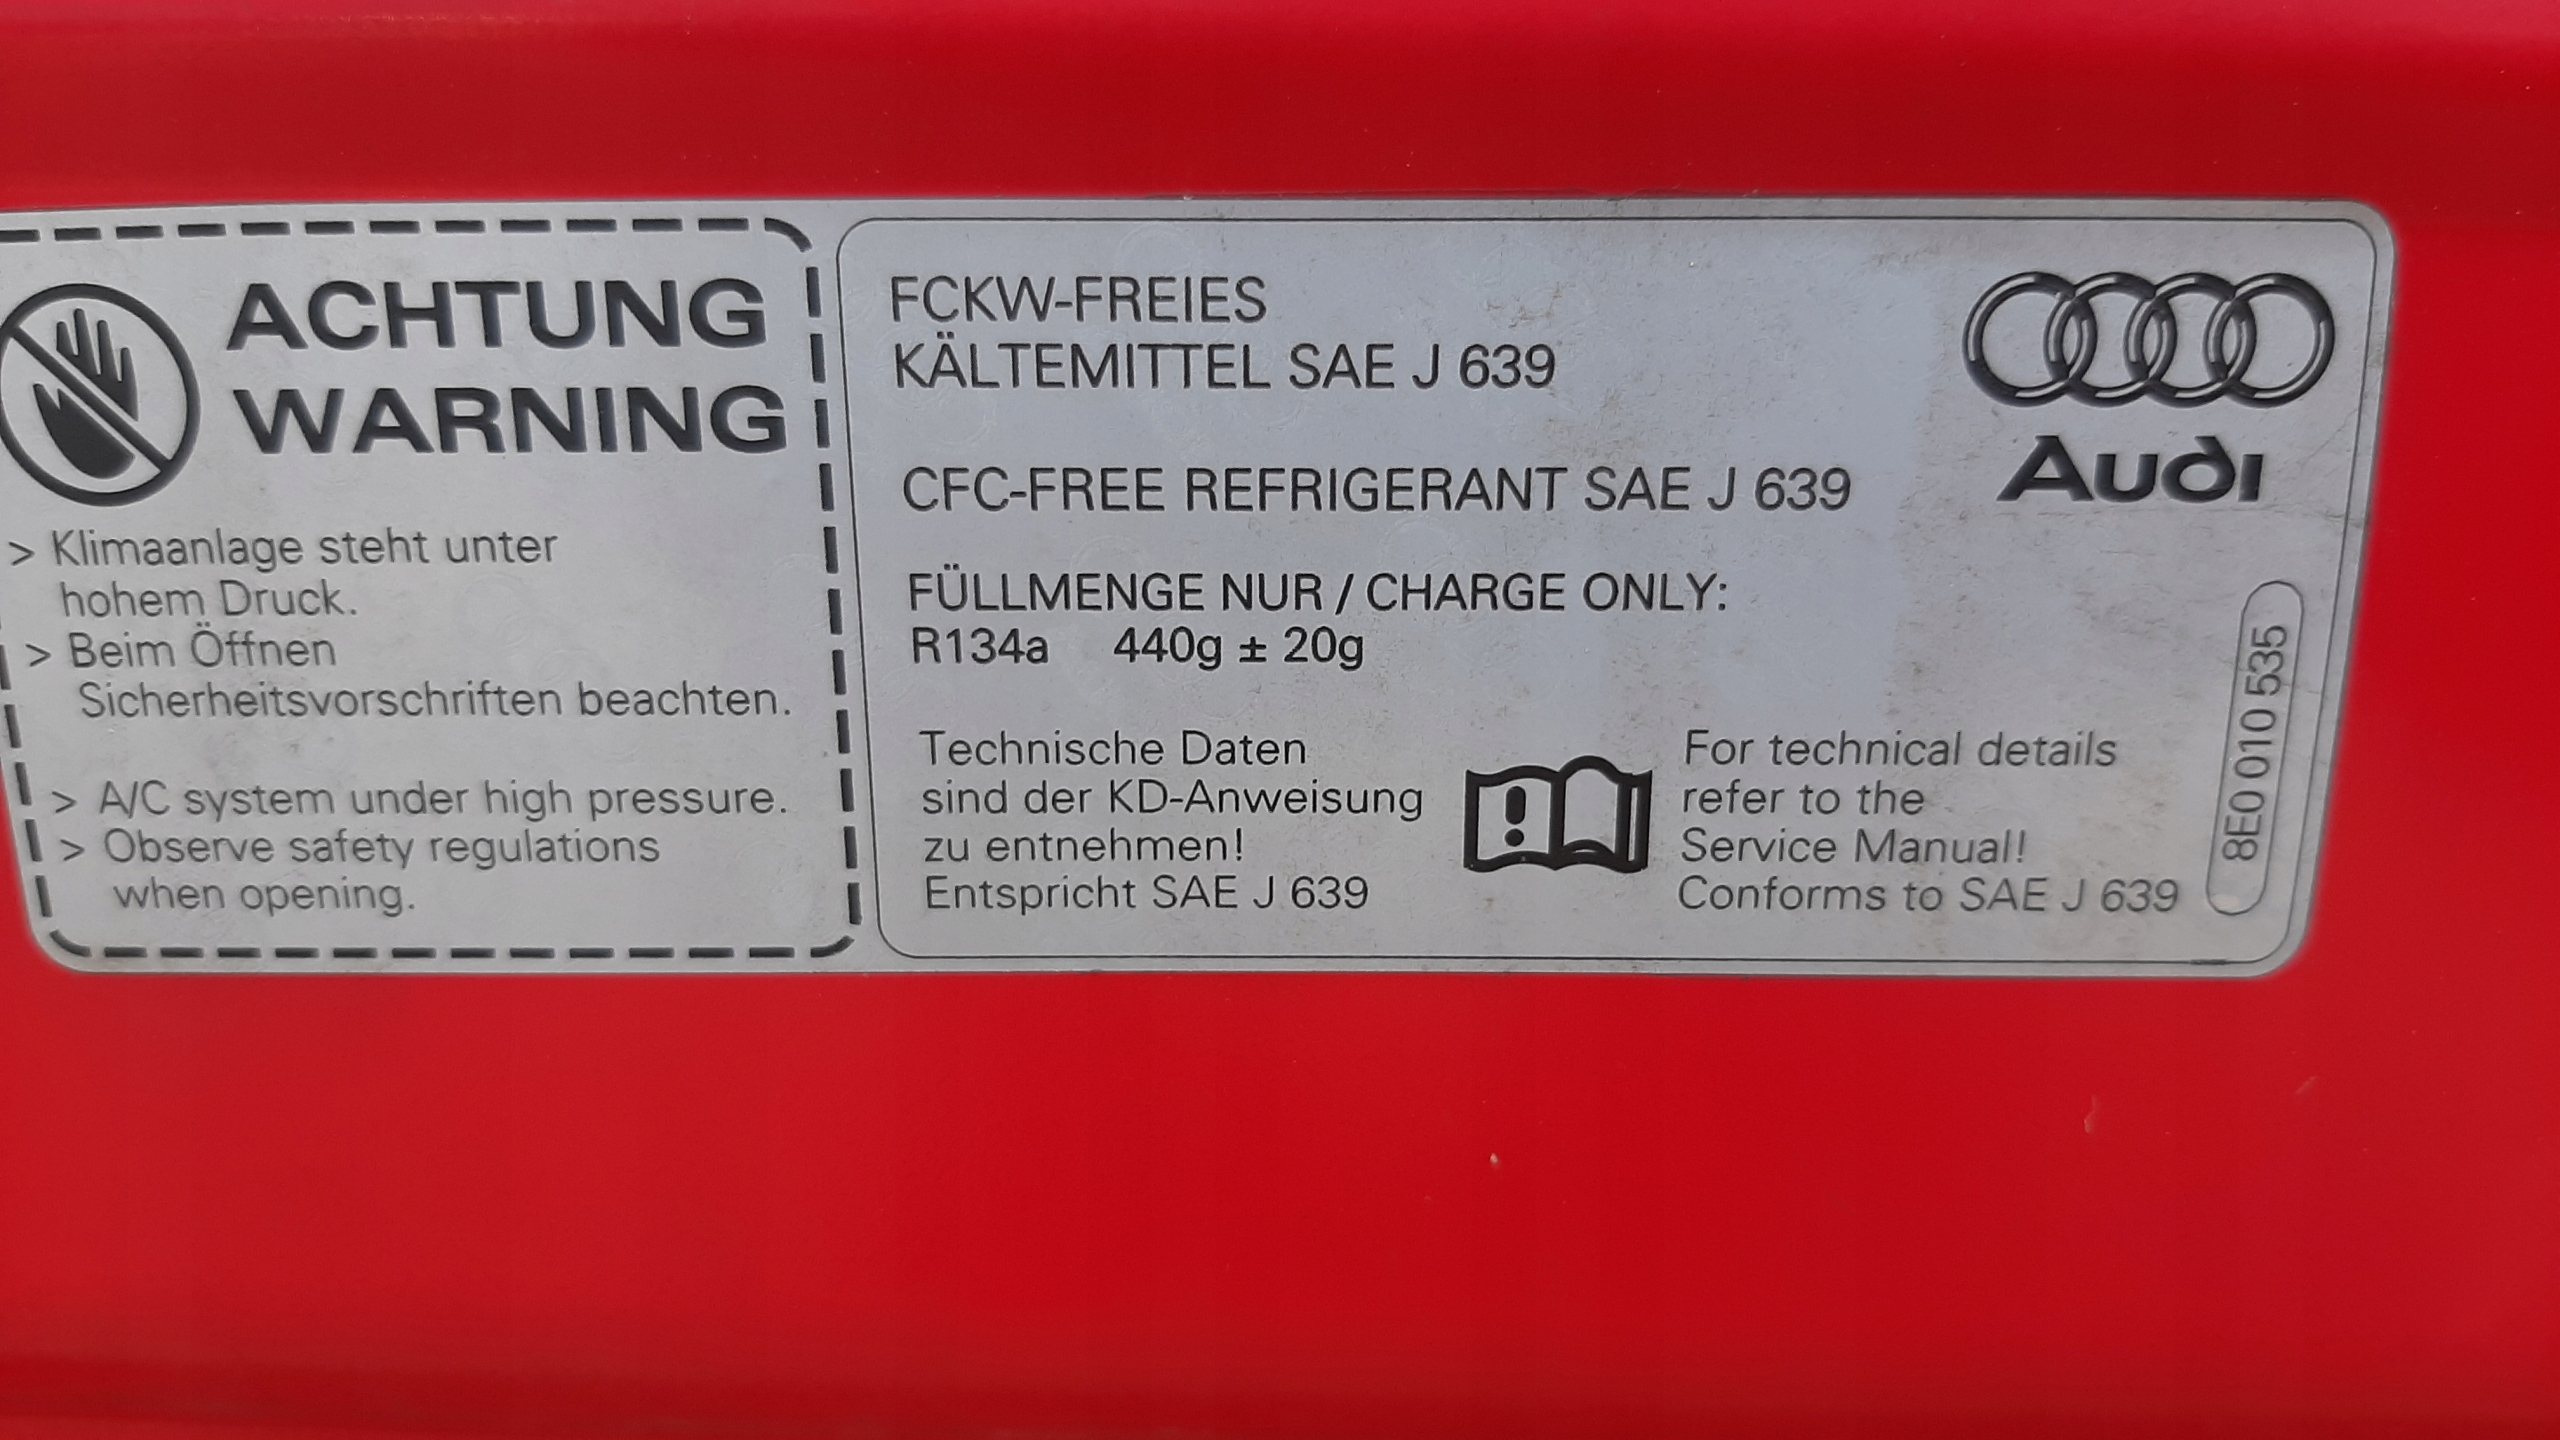 ACHTUNG
WARNING
> Klimaanlage steht unter
hohem Druck.
> Beim Öffnen
Sicherheitsvorschriften beachten.
> A/C system under high pressure.
> Observe safety regulations
when opening.
FCKW-FREIES
KÄLTEMITTEL SAE J 639
CFC-FREE REFRIGERANT SAE J 639
FÜLLMENGE NUR / CHARGE ONLY:
R134a 440g ± 20g
Technische Daten
sind der KD-Anweisung
zu entnehmen!
Entspricht SAE J 639
For technical details
refer to the
Service Manual!
Conforms to SAE J 639
Audi
8E0 010 535